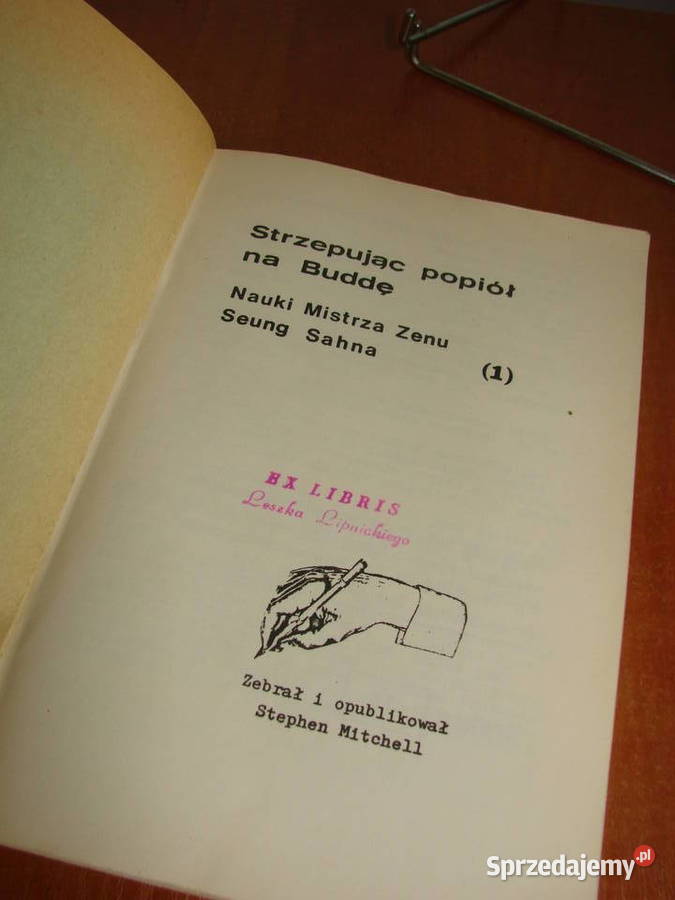 Strzepując popiół
na Buddę
Nauki Mistrza Zenu
Seung Sahna
(1)
EX LIBRIS
Leszka Lipnickiego
Zebrał i opublikował
Stephen Mitchell
Sprzedajemy.pl